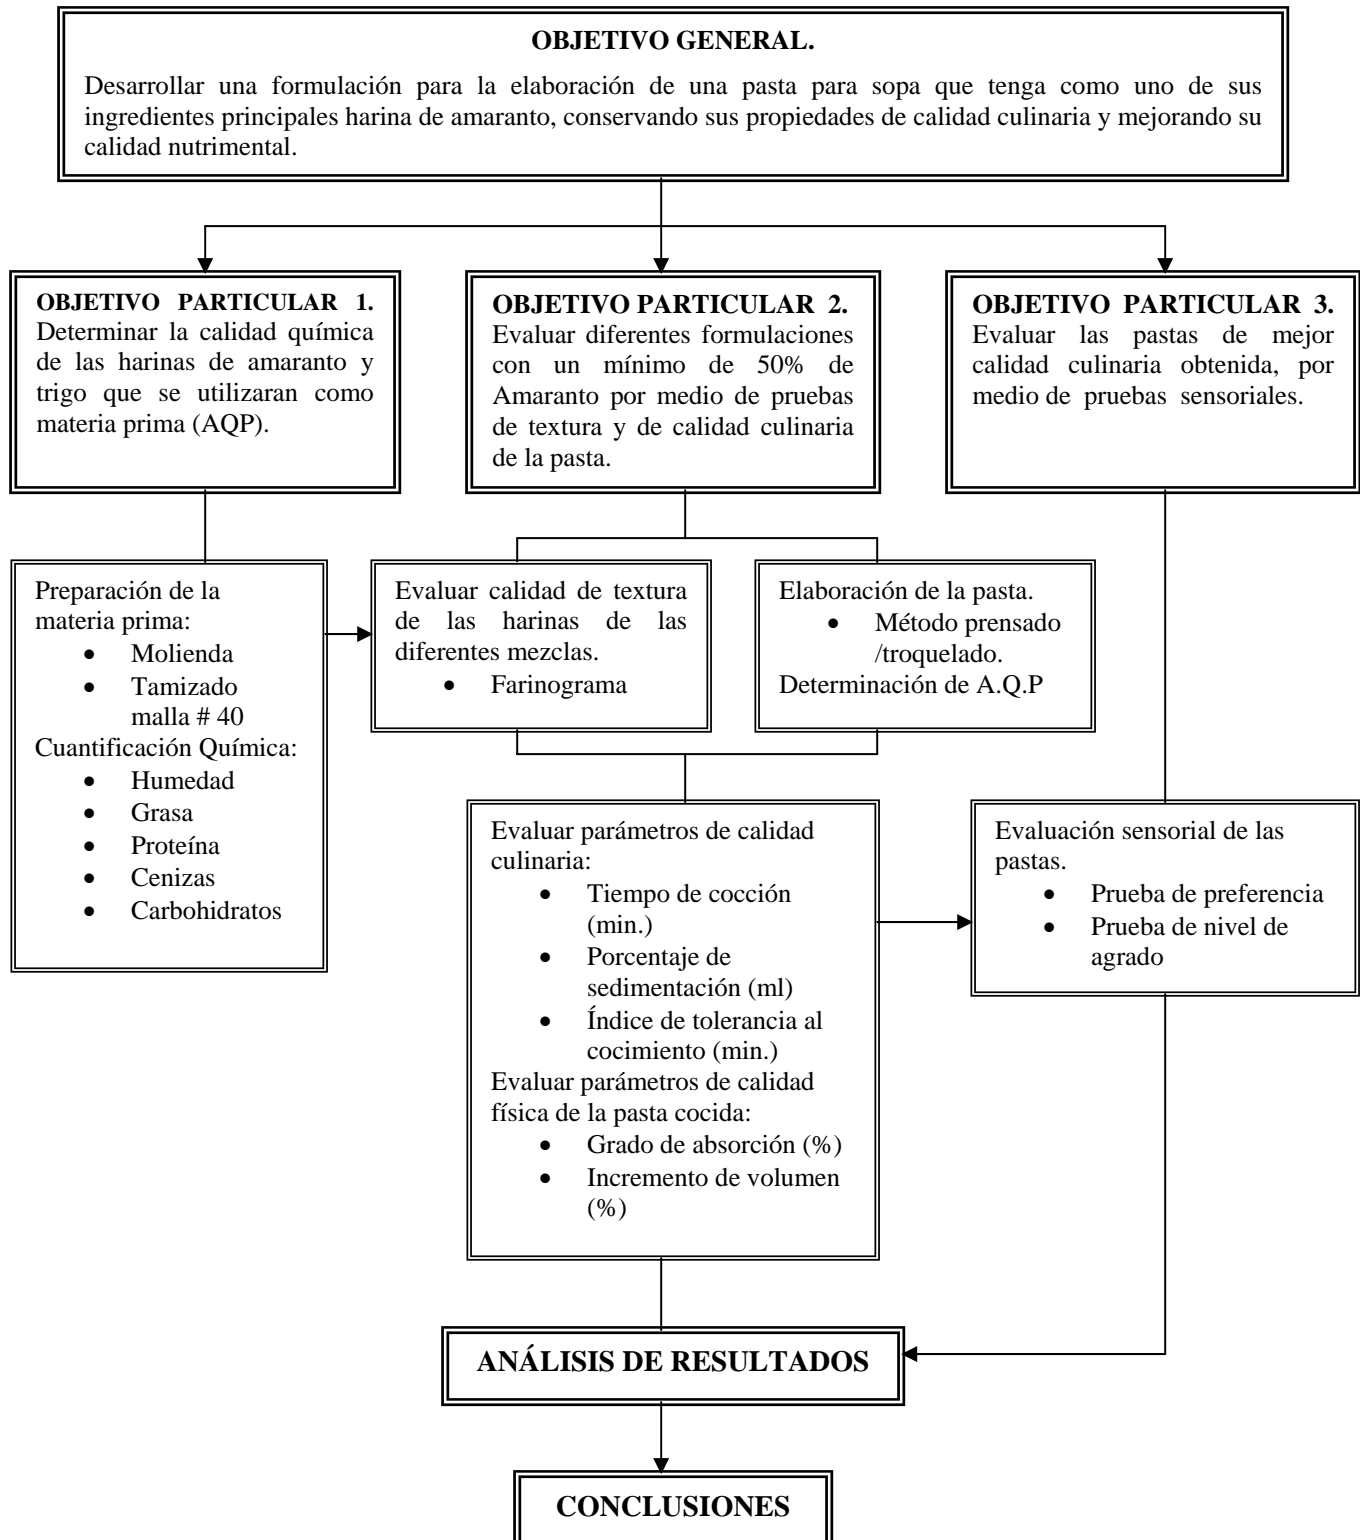 OBJETIVO GENERAL.
Desarrollar una formulación para la elaboración de una pasta para sopa que tenga como uno de sus
ingredientes principales harina de amaranto, conservando sus propiedades de calidad culinaria y mejorando su
calidad nutrimental.
OBJETIVO PARTICULAR 1.
Determinar la calidad química
de las harinas de amaranto y
trigo que se utilizaran como
materia prima (AQP).
OBJETIVO PARTICULAR 2.
Evaluar diferentes formulaciones
con un mínimo de 50% de
Amaranto por medio de pruebas
de textura y de calidad culinaria
de la pasta.
OBJETIVO PARTICULAR 3.
Evaluar las pastas de mejor
calidad culinaria obtenida, por
medio de pruebas sensoriales.
Preparación de la
materia prima:
• Molienda
• Tamizado
malla # 40
Cuantificación Química:
• Humedad
• Grasa
• Proteína
• Cenizas
• Carbohidratos
Evaluar calidad de textura
de las harinas de las
diferentes mezclas.
• Farinograma
Elaboración de la pasta.
• Método prensado
/troquelado.
Determinación de A.Q.P
Evaluar parámetros de calidad
culinaria:
• Tiempo de cocción
(min.)
• Porcentaje de
sedimentación (ml)
• Índice de tolerancia al
cocimiento (min.)
Evaluar parámetros de calidad
física de la pasta cocida:
• Grado de absorción (%)
• Incremento de volumen
(%)
Evaluación sensorial de las
pastas.
• Prueba de preferencia
• Prueba de nivel de
agrado
ANÁLISIS DE RESULTADOS
CONCLUSIONES